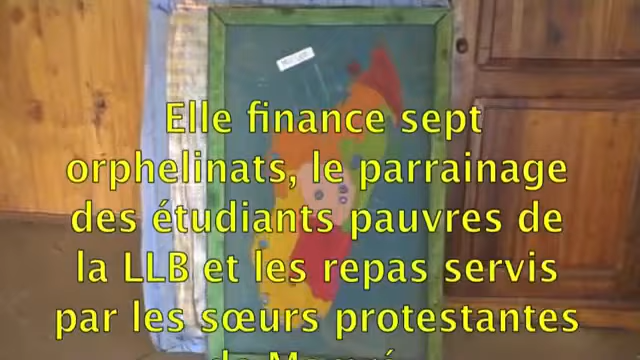 Elle finance sept
orphelinats, le parrainage
des étudiants pauvres de
la LLB et les repas servis
par les sœurs protestantes